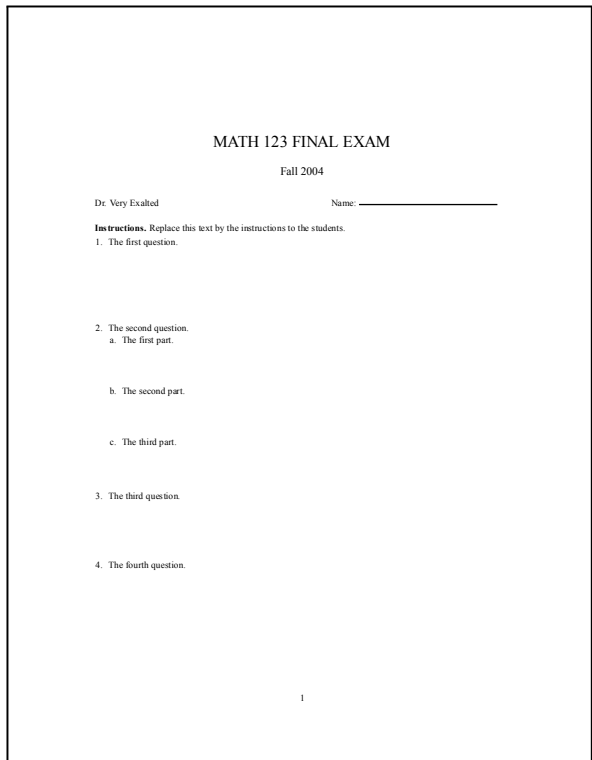 MATH 123 FINAL EXAM
Fall 2004
Dr. Very Exalted Name:
Instructions. Replace this text by the instructions to the students.
1. The first question.
2. The second question.
a. The first part.
b. The second part.
c. The third part.
3. The third question.
4. The fourth question.
1